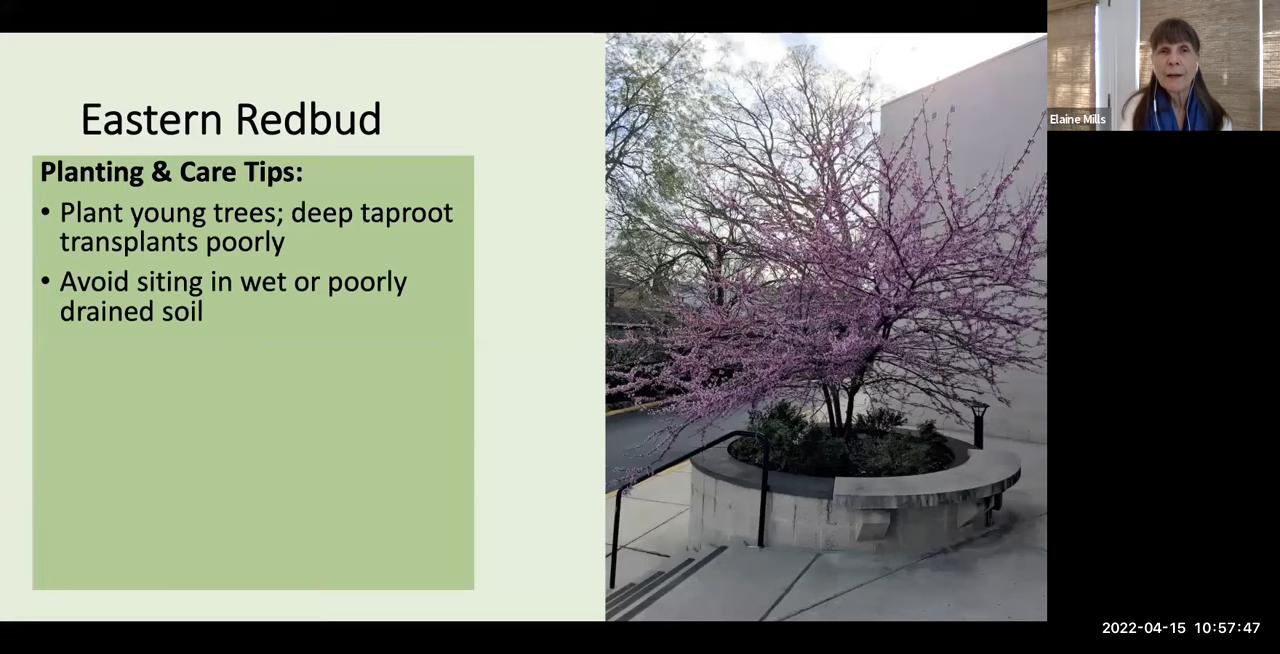 Eastern Redbud
Planting & Care Tips:
• Plant young trees; deep taproot
transplants poorly
• Avoid siting in wet or poorly
drained soil
Elaine Mills
2022-04-15 10:57:47